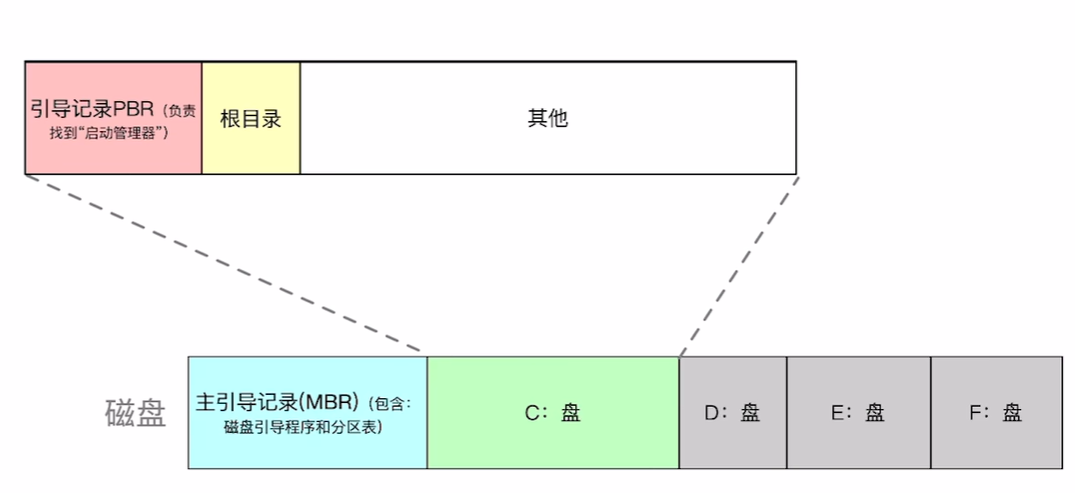 引导记录PBR（负责
找到“启动管理器”）
根目录
其他
磁盘
主引导记录(MBR)（包含：
磁盘引导程序和分区表)
C：盘
D：盘
E：盘
F：盘